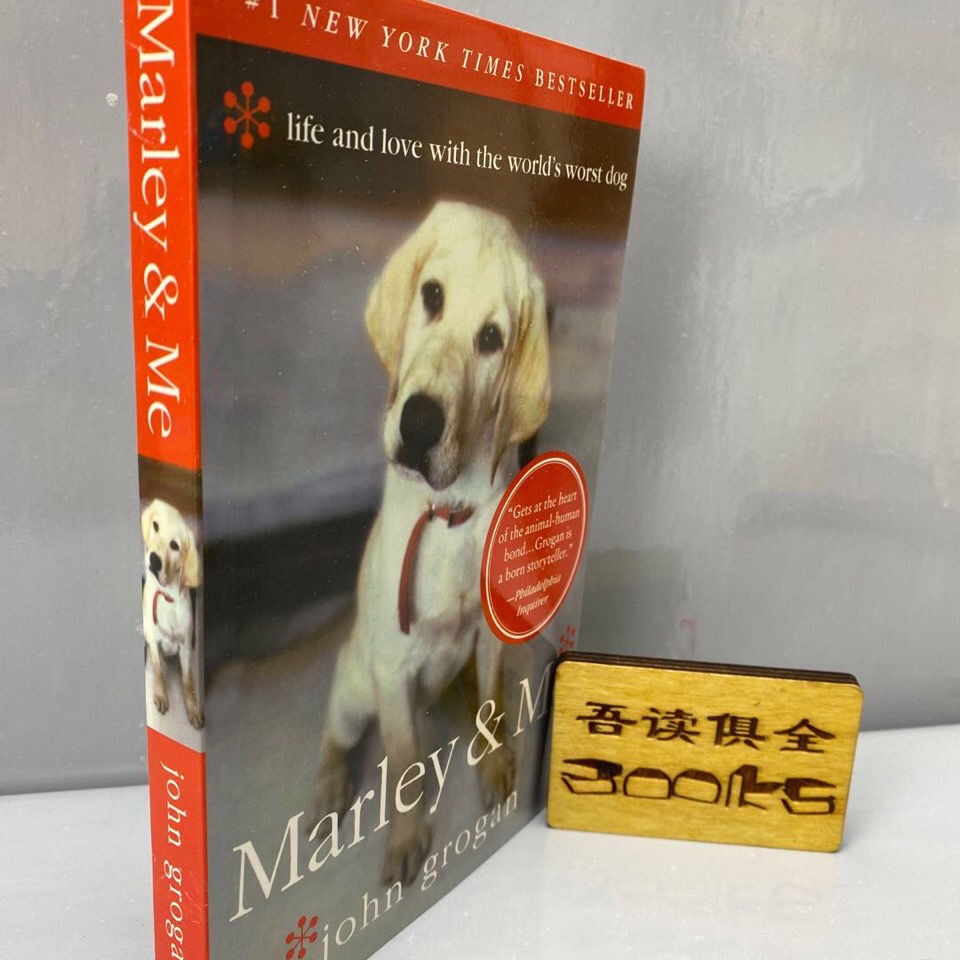 Marley & Me
john groga
#1 NEW YORK TIMES BESTSELLER
life and love with the world's worst dog
"Gets at the heart
of the animal-human
bond...Grogan is
a born storyteller."
—Philadelphia
Inquirer
Marley & M
john grogan
吾读俱全
Books